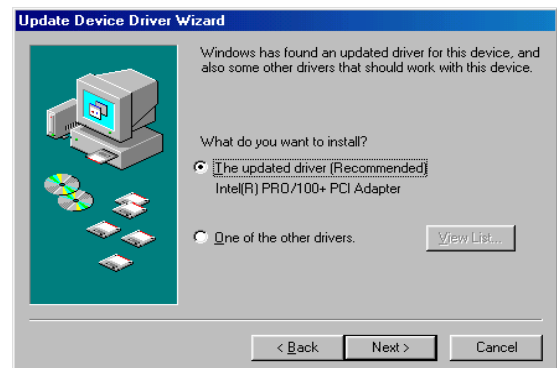 Update Device Driver Wizard
Windows has found an updated driver for this device, and
also some other drivers that should work with this device.
What do you want to install?
The updated driver (Recommended)
Intel(R) PRO/100+ PCI Adapter
One of the other drivers.
View List...
< Back
Next >
Cancel